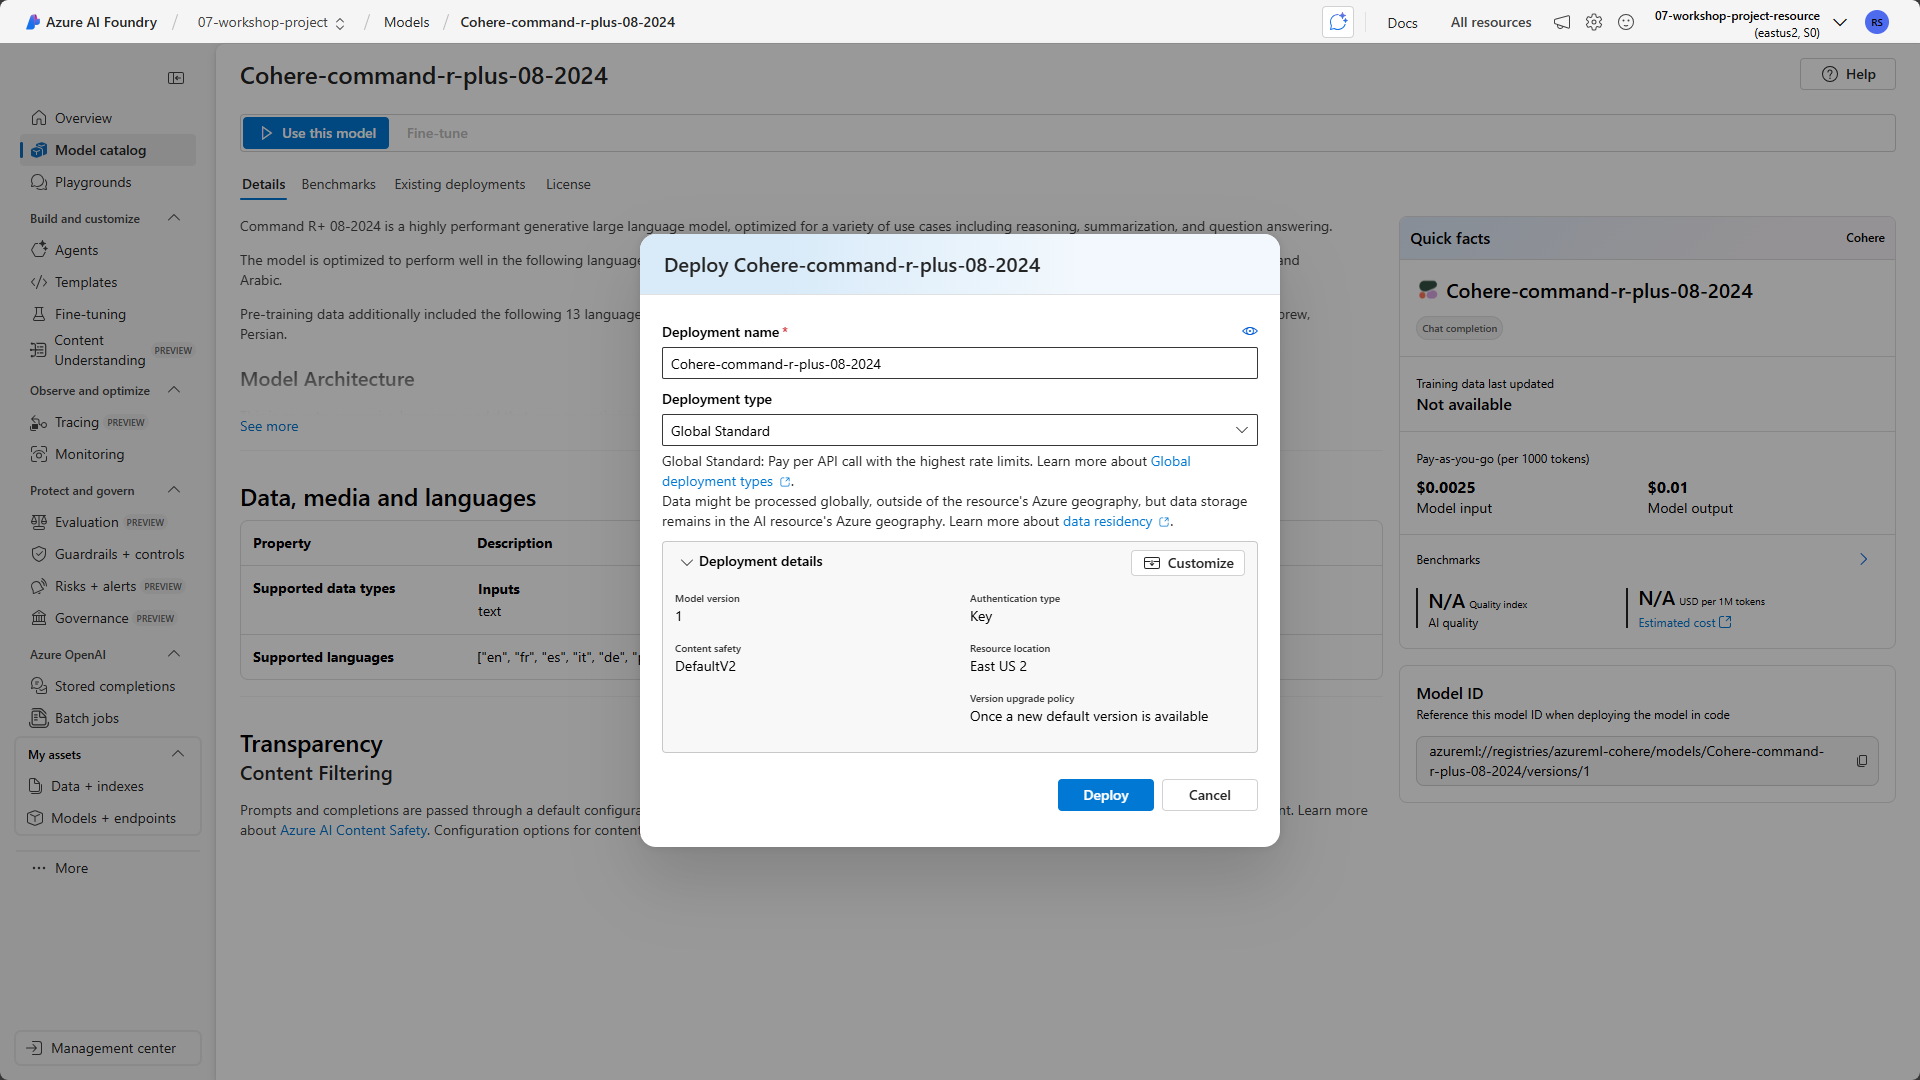 Azure AI Foundry / 07-workshop-project / Models / Cohere-command-r-plus-08-2024
Docs
All resources
07-workshop-project-resource
(eastus2, S0)
RS
Overview
Model catalog
Playgrounds
Build and customize
Agents
Templates
Fine-tuning
Content
Understanding PREVIEW
Observe and optimize
Tracing PREVIEW
Monitoring
Protect and govern
Evaluation PREVIEW
Guardrails + controls
Risks + alerts PREVIEW
Governance PREVIEW
Azure OpenAI
Stored completions
Batch jobs
My assets
Data + indexes
Models + endpoints
More
Management center
Cohere-command-r-plus-08-2024
Help
Use this model
Fine-tune
Details
Benchmarks
Existing deployments
License
Command R+ 08-2024 is a highly performant generative large language model, optimized for a variety of use cases including reasoning, summarization, and question answering.
The model is optimized to perform well in the following language
and
Arabic.
Pre-training data additionally included the following 13 language
brew,
Persian.
Model Architecture
See more
Data, media and languages
Property Description
Supported data types Inputs
text
Supported languages ["en", "fr", "es", "it", "de", "p
Transparency
Content Filtering
Prompts and completions are passed through a default configura
nt. Learn more
about Azure AI Content Safety. Configuration options for content
Deploy Cohere-command-r-plus-08-2024
Deployment name *
Cohere-command-r-plus-08-2024
Deployment type
Global Standard
Global Standard: Pay per API call with the highest rate limits. Learn more about Global
deployment types .
Data might be processed globally, outside of the resource's Azure geography, but data storage
remains in the AI resource's Azure geography. Learn more about data residency .
Deployment details
Customize
Model version
1
Authentication type
Key
Content safety
DefaultV2
Resource location
East US 2
Version upgrade policy
Once a new default version is available
Deploy
Cancel
Quick facts
Cohere
Cohere-command-r-plus-08-2024
Chat completion
Training data last updated
Not available
Pay-as-you-go (per 1000 tokens)
$0.0025
Model input
$0.01
Model output
Benchmarks
N/A Quality index
AI quality
N/A USD per 1M tokens
Estimated cost
Model ID
Reference this model ID when deploying the model in code
azureml://registries/azureml-cohere/models/Cohere-command-
r-plus-08-2024/versions/1